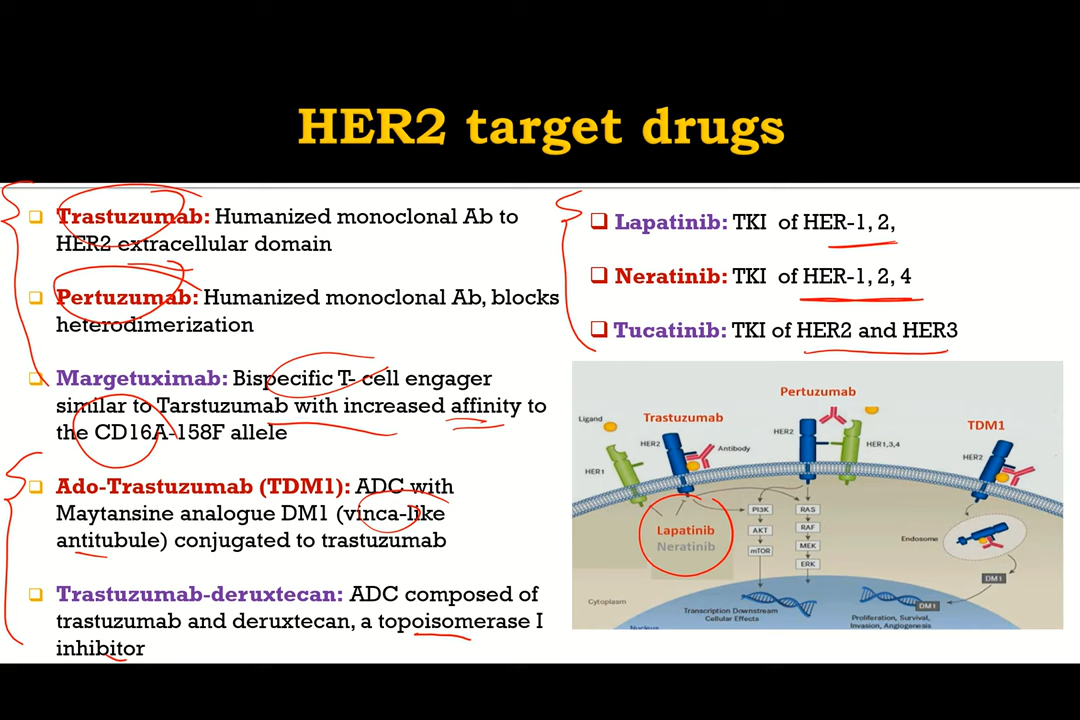 HER2 target drugs
Trastuzumab: Humanized monoclonal Ab to
HER2 extracellular domain
Pertuzumab: Humanized monoclonal Ab, blocks
heterodimerization
Margetuximab: Bispecific T- cell engager
similar to Tarstuzumab with increased affinity to
the CD16A-158F allele
Ado-Trastuzumab (TDM1): ADC with
Maytansine analogue DM1 (vinca-like
antitubule) conjugated to trastuzumab
Trastuzumab-deruxtecan: ADC composed of
trastuzumab and deruxtecan, a topoisomerase I
inhibitor
Lapatinib: TKI of HER-1, 2,
Neratinib: TKI of HER-1, 2, 4
Tucatinib: TKI of HER2 and HER3
Pertuzumab
Trastuzumab
TDM1
Ligand
HER2
HER2
Antibody
HER1,3,4
HER2
HER1
PI3K
RAS
Lapatinib
AKT
RAF
Neratinib
mTOR
MEK
ERK
Endosome
DM1
DM1
Cytoplasm
Transcription Downstream
Cellular Effects
Proliferation, Survival,
Invasion, Angiogenesis
Nucleus